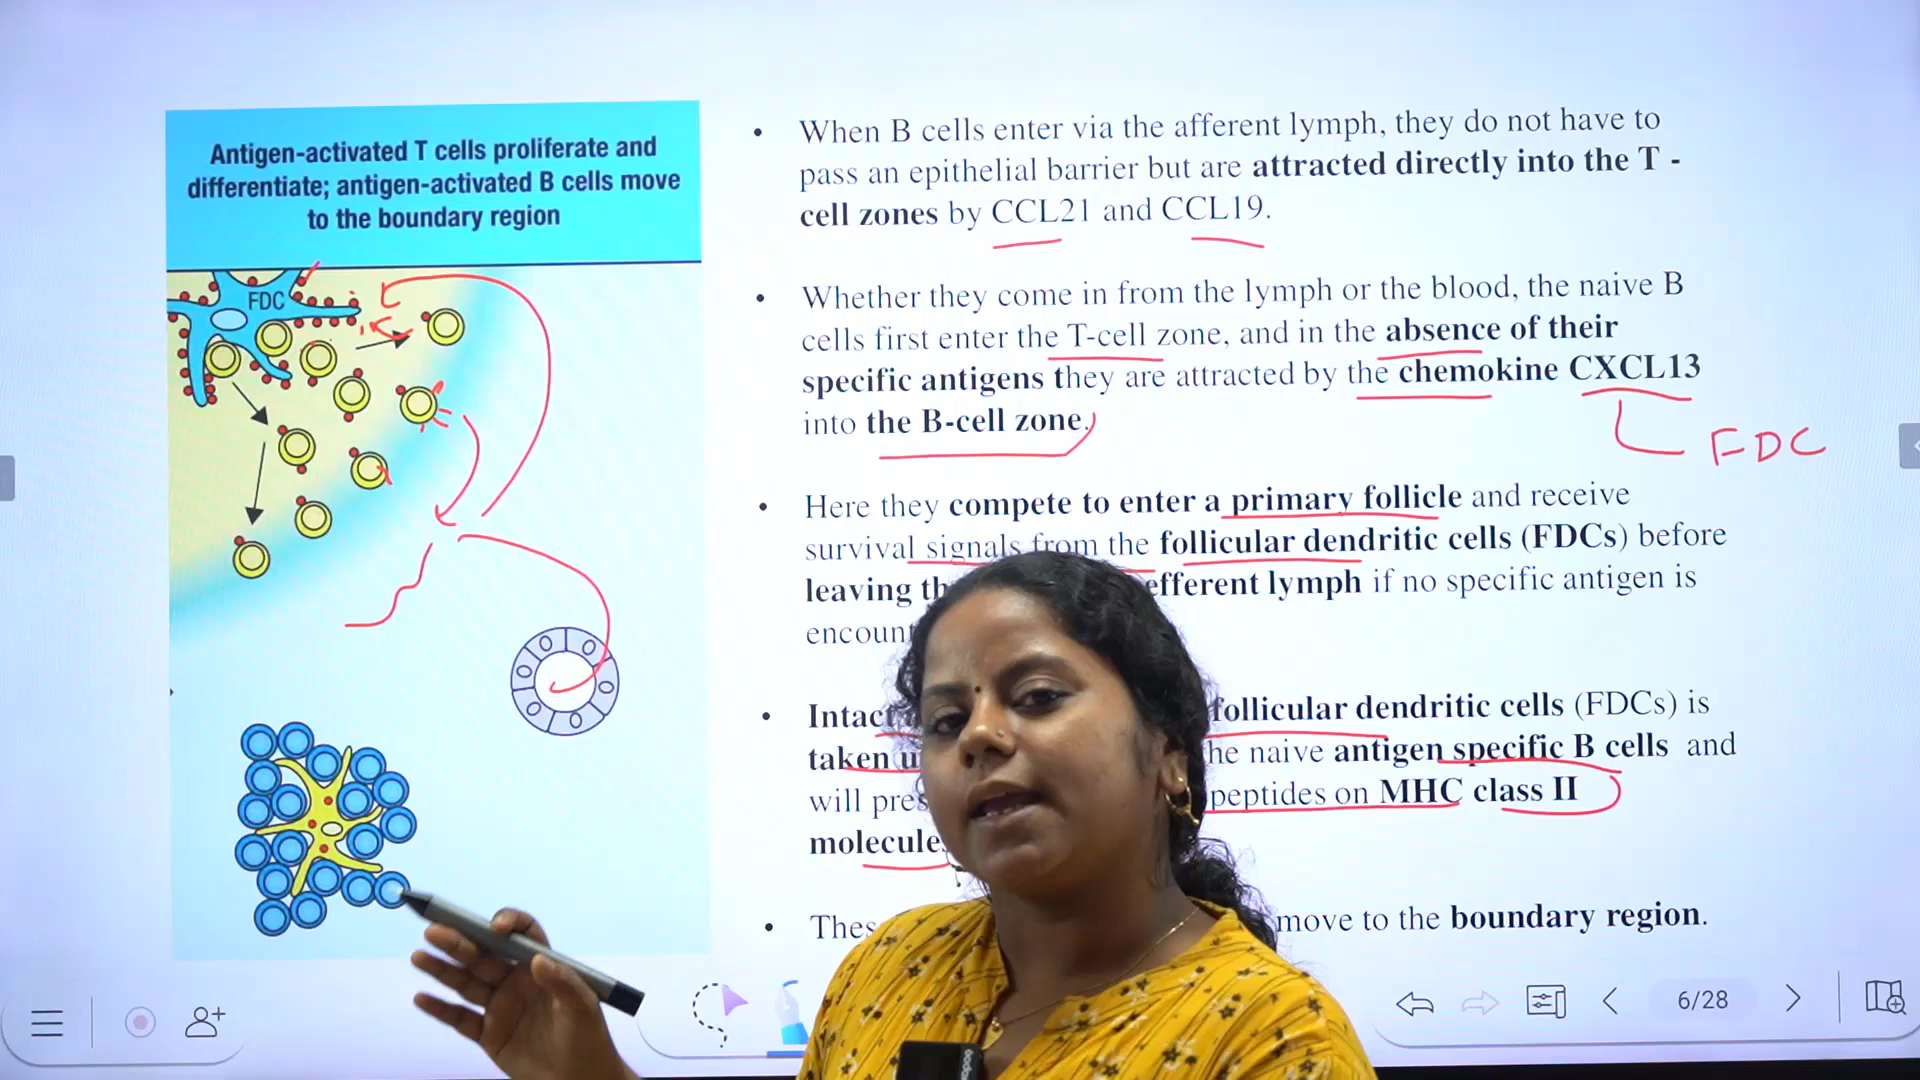 Antigen-activated T cells proliferate and
differentiate; antigen-activated B cells move
to the boundary region
FDC
• When B cells enter via the afferent lymph, they do not have to
pass an epithelial barrier but are attracted directly into the T -
cell zones by CCL21 and CCL19.
• Whether they come in from the lymph or the blood, the naive B
cells first enter the T-cell zone, and in the absence of their
specific antigens they are attracted by the chemokine CXCL13
into the B-cell zone.
FDC
• Here they compete to enter a primary follicle and receive
survival signals from the follicular dendritic cells (FDCs) before
leaving th efferent lymph if no specific antigen is
encount
• Intact follicular dendritic cells (FDCs) is
taken u he naive antigen specific B cells and
will pres peptides on MHC class II
molecule
• Thes move to the boundary region.
6/28